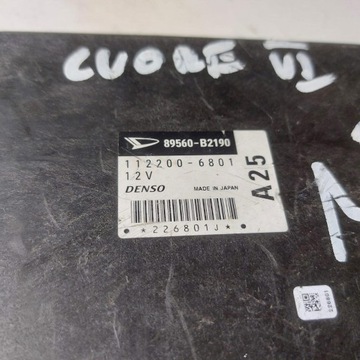 CUORE VI
89560-B2190
112200-6801
12V
DENSO MADE IN JAPAN
A25
*226801J*